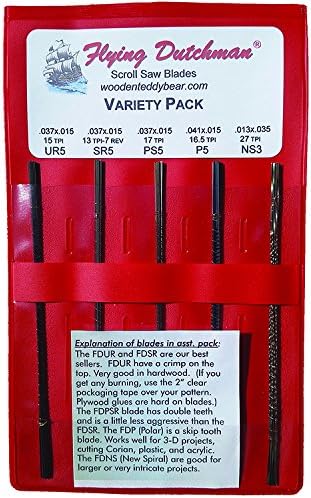 Flying Dutchman®
Scroll Saw Blades
woodenteddybear.com
VARIETY PACK
.037x.015 .037x.015 .037x.015 .041x.015 .013x.035
15 TPI 13 TPI-7 REV 17 TPI 16.5 TPI 27 TPI
UR5 SR5 PS5 P5 NS3
Explanation of blades in asst. pack:
The FDUR and FDSR are our best
sellers. FDUR have a crimp on the
top. Very good in hardwood. (If you
get any burning, use the 2” clear
packaging tape over your pattern.
Plywood glues are hard on blades.)
The FDPSR blade has double teeth and
is a little less aggressive than the
FDSR. The FDP (Polar) is a skip tooth
blade. Works well for 3-D projects,
cutting Corian, plastic, and acrylic.
The FDNS (New Spiral) are good for
larger or very intricate projects.